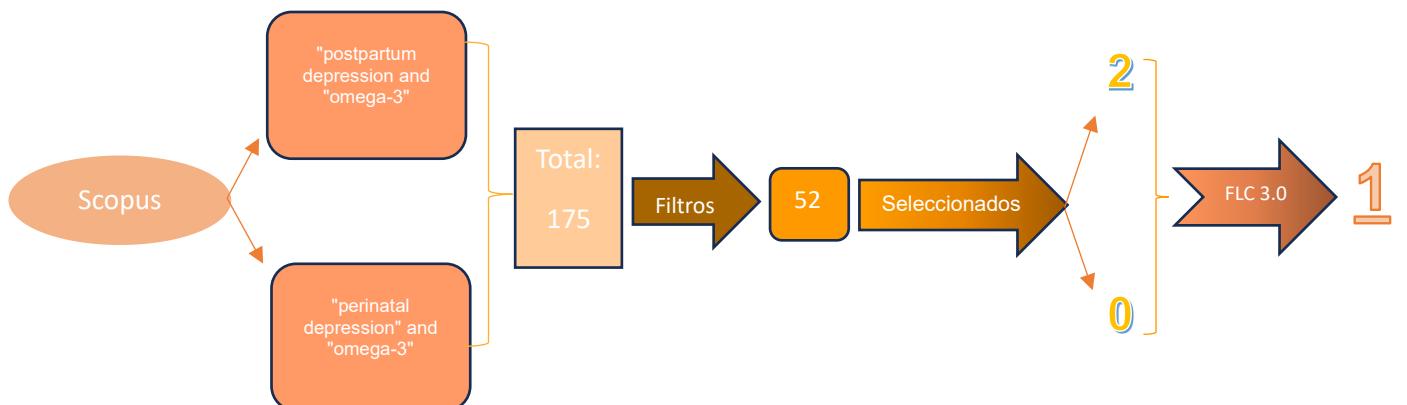 Scopus
"postpartum
depression and
"omega-3"
"perinatal
depression" and
"omega-3"
Total:
175
Filtros
52
Seleccionados
2
0
FLC 3.0
1